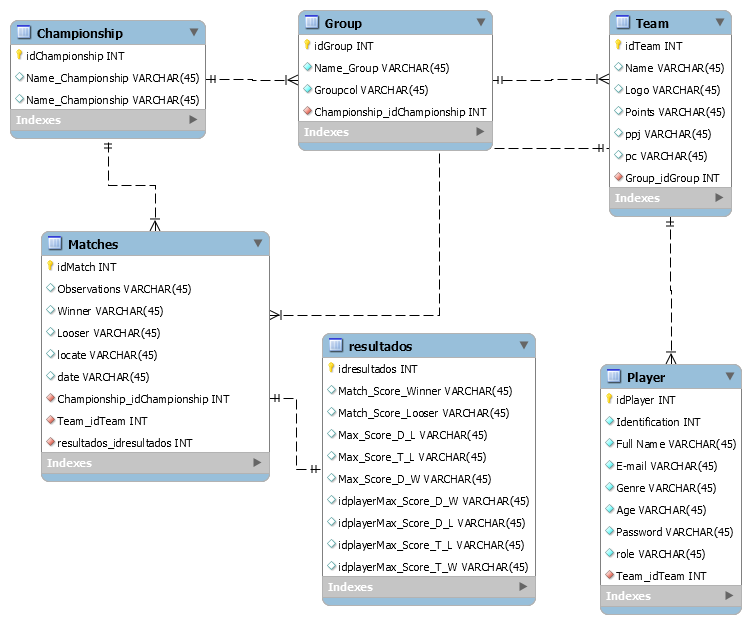 Championship
idChampionship INT
Name_Championship VARCHAR(45)
Name_Championship VARCHAR(45)
Indexes
Group
idGroup INT
Name_Group VARCHAR(45)
Groupcol VARCHAR(45)
Championship_idChampionship INT
Indexes
Team
idTeam INT
Name VARCHAR(45)
Logo VARCHAR(45)
Points VARCHAR(45)
ppj VARCHAR(45)
pc VARCHAR(45)
Group_idGroup INT
Indexes
Matches
idMatch INT
Observations VARCHAR(45)
Winner VARCHAR(45)
Looser VARCHAR(45)
locate VARCHAR(45)
date VARCHAR(45)
Championship_idChampionship INT
Team_idTeam INT
resultados_idresultados INT
Indexes
resultados
idresultados INT
Match_Score_Winner VARCHAR(45)
Match_Score_Looser VARCHAR(45)
Max_Score_D_L VARCHAR(45)
Max_Score_T_L VARCHAR(45)
Max_Score_D_W VARCHAR(45)
idplayerMax_Score_D_W VARCHAR(45)
idplayerMax_Score_D_L VARCHAR(45)
idplayerMax_Score_T_L VARCHAR(45)
idplayerMax_Score_T_W VARCHAR(45)
Indexes
Player
idPlayer INT
Identification INT
Full Name VARCHAR(45)
E-mail VARCHAR(45)
Genre VARCHAR(45)
Age VARCHAR(45)
Password VARCHAR(45)
role VARCHAR(45)
Team_idTeam INT
Indexes